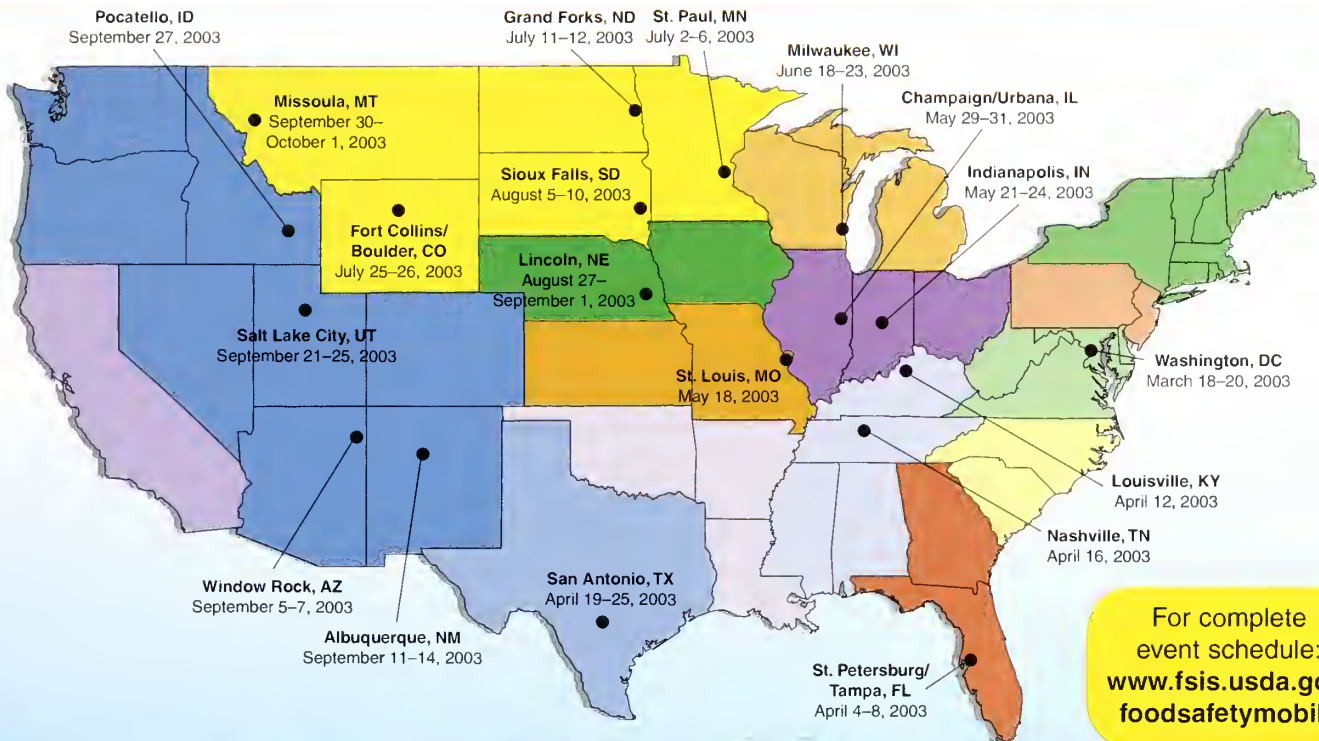 Pocatello, ID
September 27, 2003
Grand Forks, ND
July 11–12, 2003
St. Paul, MN
July 2–6, 2003
Milwaukee, WI
June 18–23, 2003
Champaign/Urbana, IL
May 29–31, 2003
Indianapolis, IN
May 21–24, 2003
Missoula, MT
September 30–
October 1, 2003
Sioux Falls, SD
August 5–10, 2003
Fort Collins/
Boulder, CO
July 25–26, 2003
Lincoln, NE
August 27–
September 1, 2003
Salt Lake City, UT
September 21–25, 2003
St. Louis, MO
May 18, 2003
Washington, DC
March 18–20, 2003
Louisville, KY
April 12, 2003
Nashville, TN
April 16, 2003
Window Rock, AZ
September 5–7, 2003
Albuquerque, NM
September 11–14, 2003
San Antonio, TX
April 19–25, 2003
St. Petersburg/
Tampa, FL
April 4–8, 2003
For complete
event schedule:
www.fsis.usda.go
foodsafetymobil